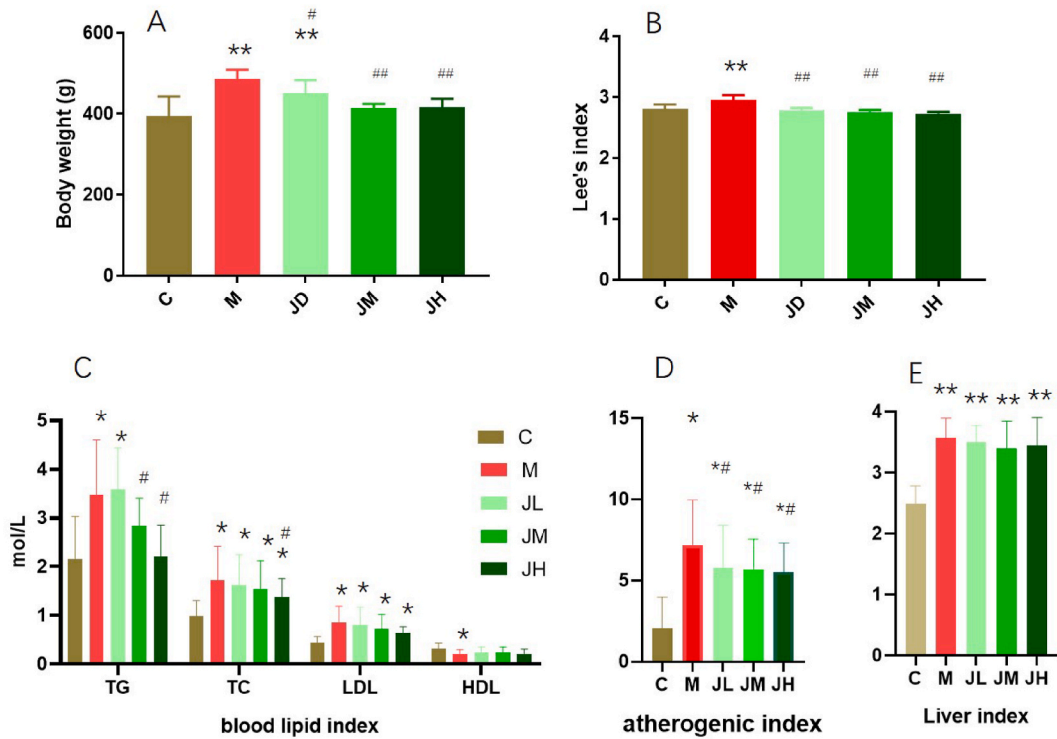 A
Body weight (g)
600
400
200
0
**
#
**
##
##
C M JD JM JH
B
Lee's index
4
3
2
1
0
**
##
##
##
C M JD JM JH
C
mol/L
5
4
3
2
1
0
*
*
#
#
*
*
*
#
*
*
*
*
*
*
TG TC LDL HDL
blood lipid index
C
M
JL
JM
JH
D
15
10
5
0
*
*#
*#
*#
C M JL JM JH
atherogenic index
E
4
3
2
1
0
**
**
**
**
C M JL JM JH
Liver index